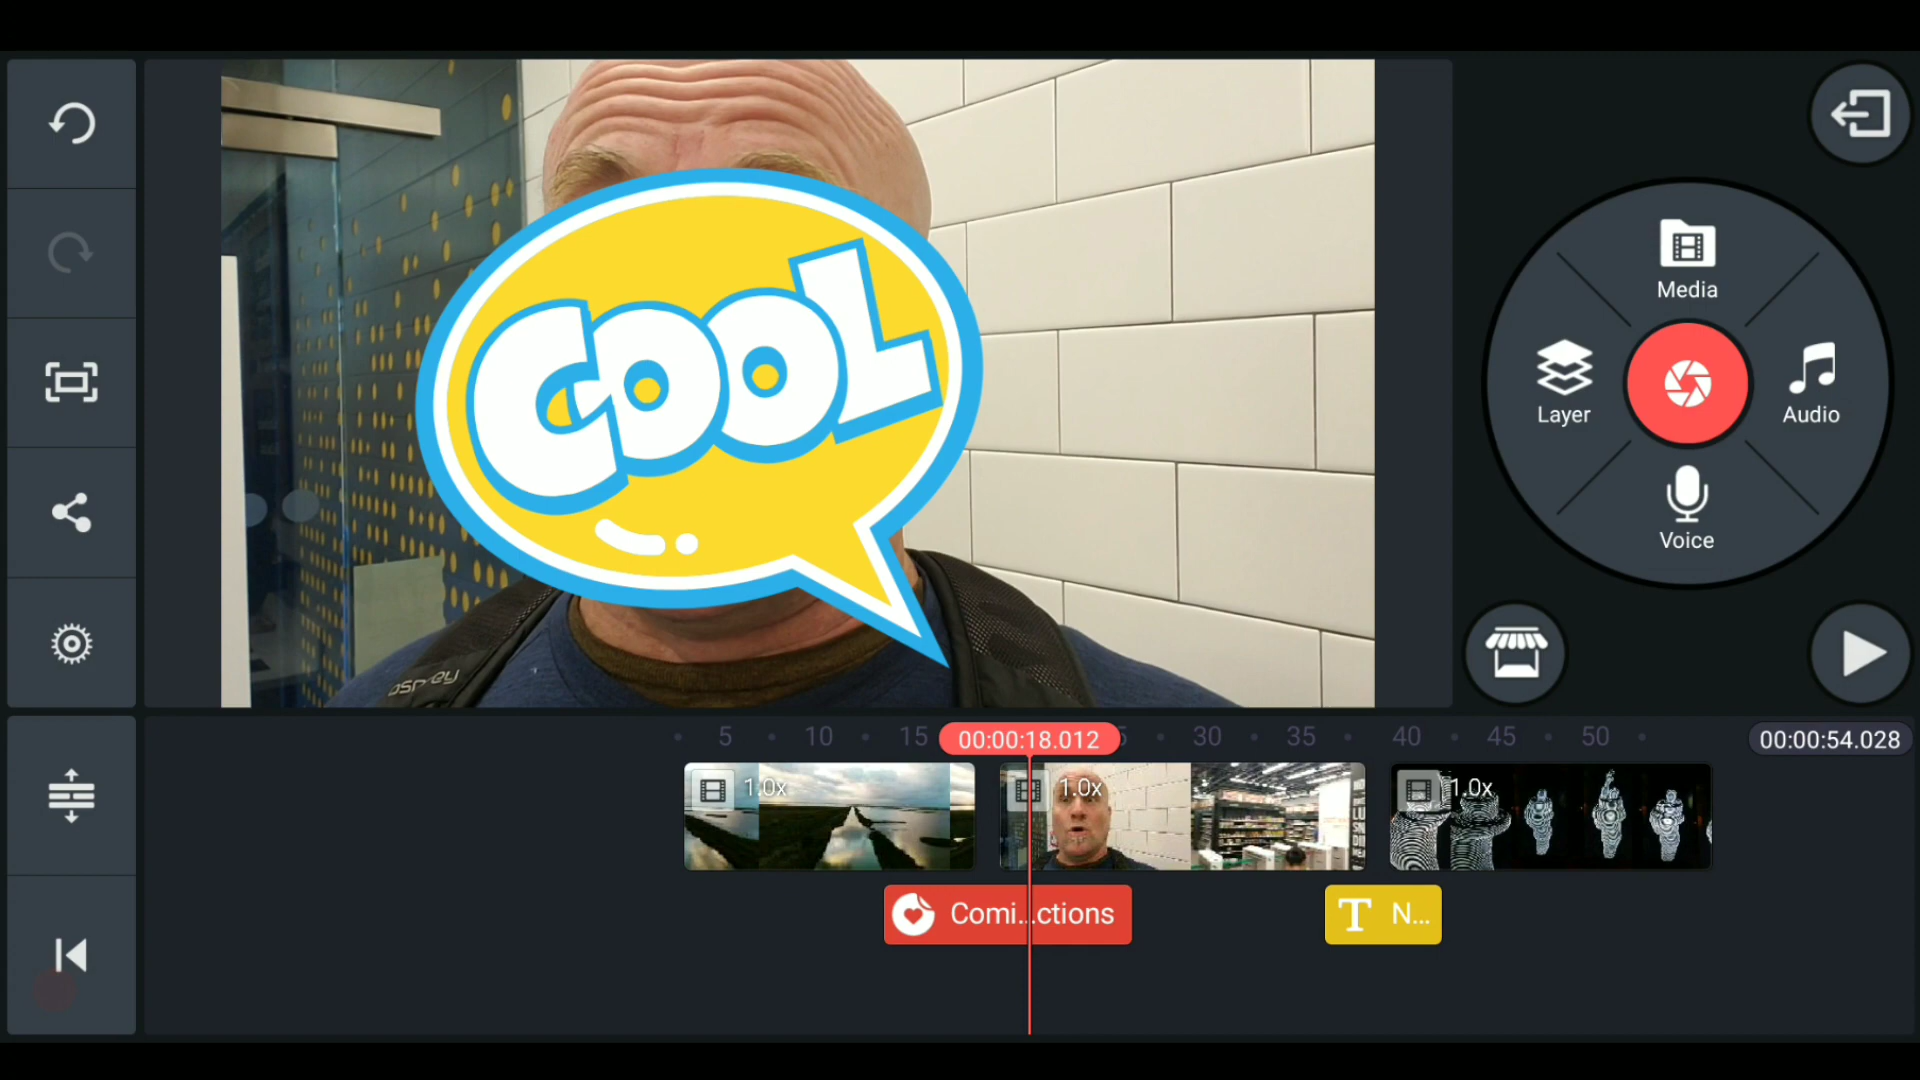 Media
COOL
Layer
Audio
Voice
osprey
5 10 15 00:00:18.012 30 35 40 45 50 00:00:54.028
1.0x 1.0x 1.0x
Comi...ctions N...